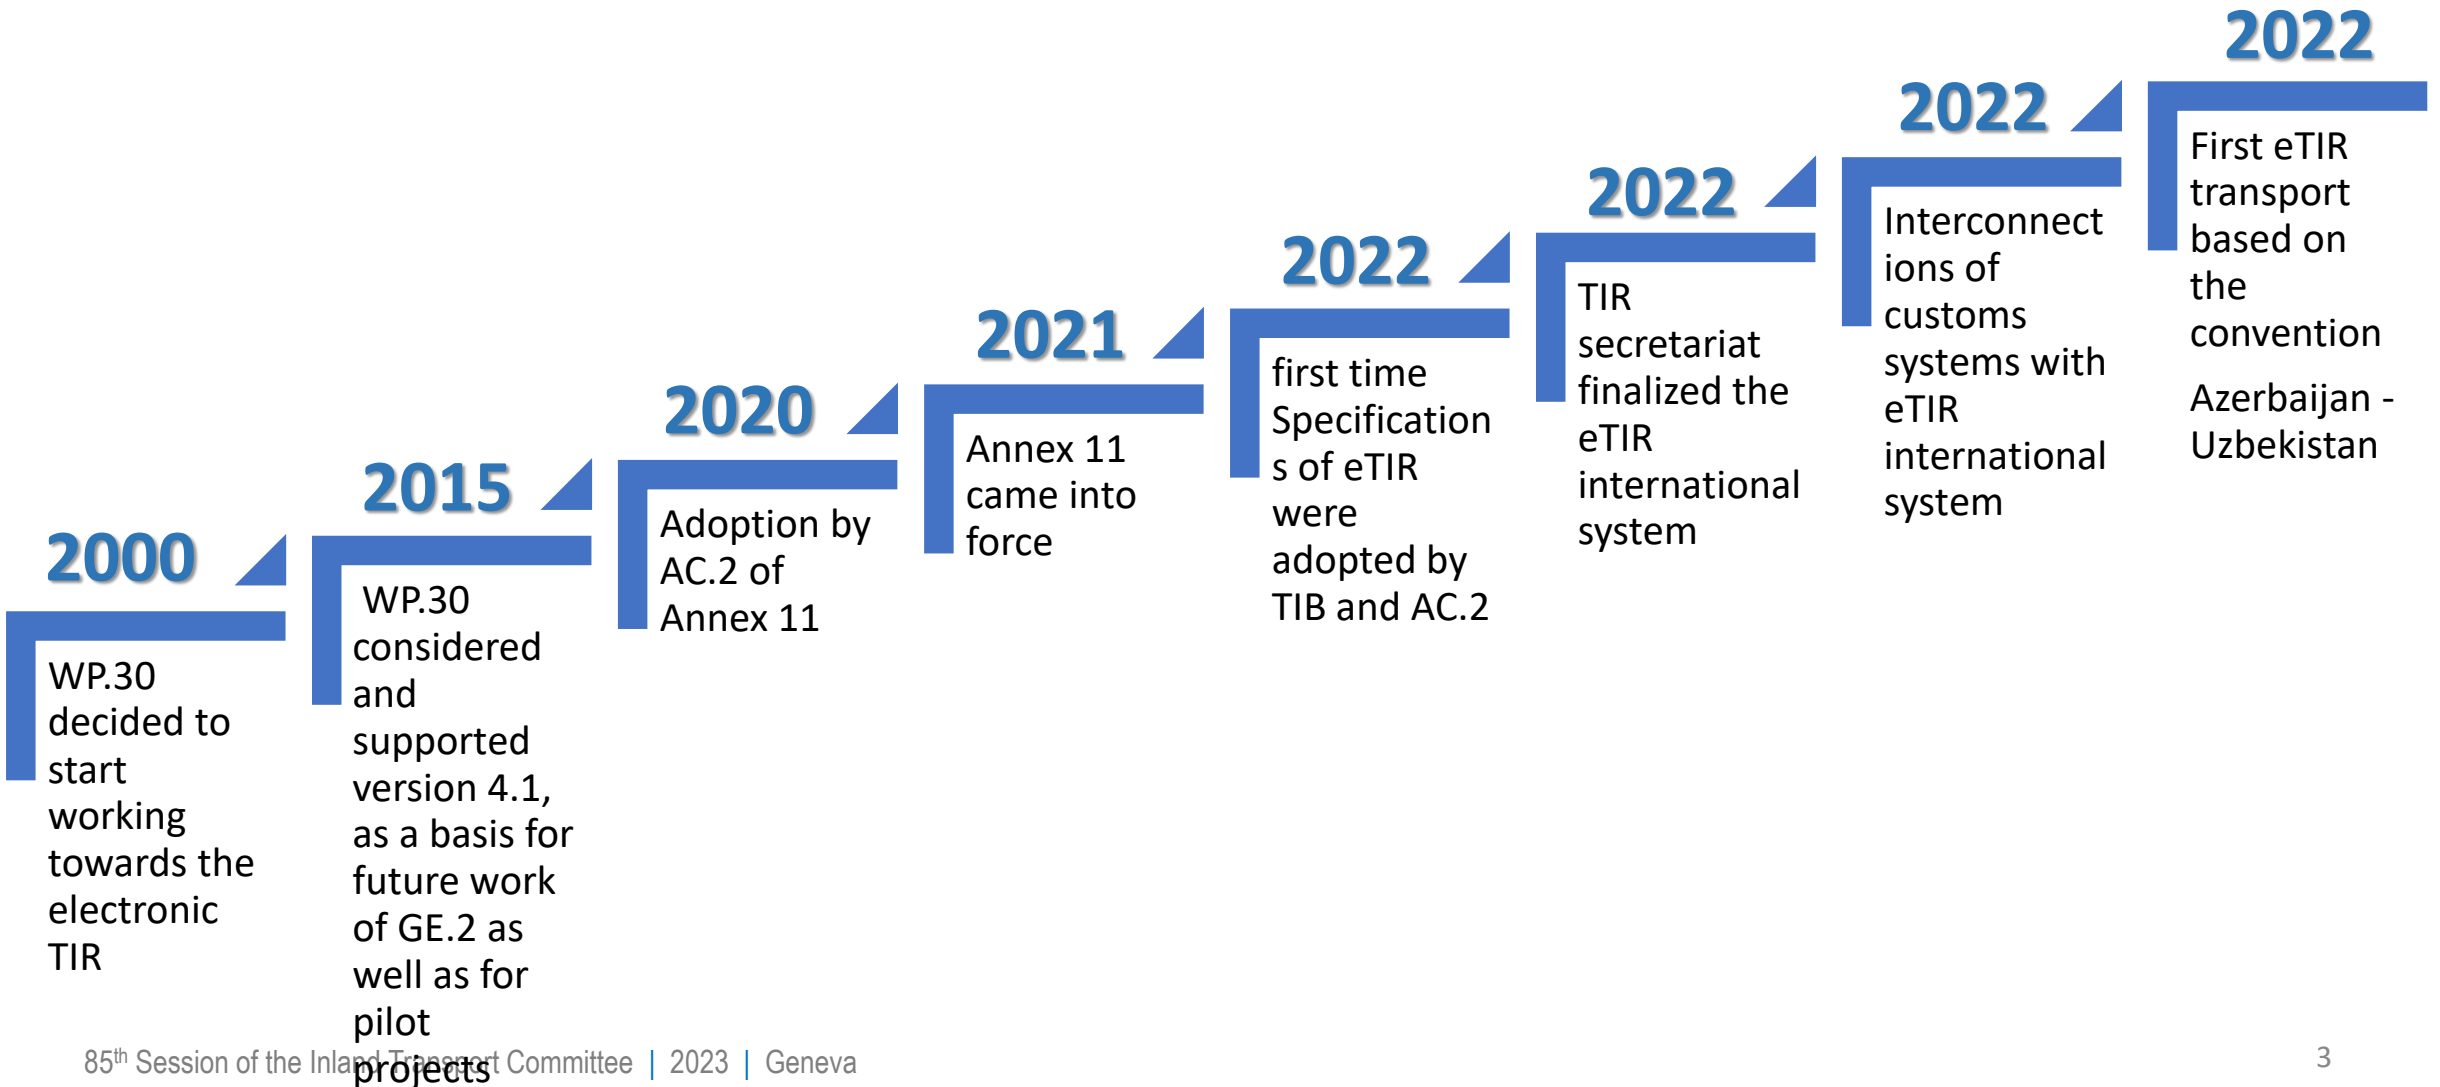 2000
WP.30
decided to
start
working
towards the
electronic
TIR
2015
WP.30
considered
and
supported
version 4.1,
as a basis for
future work
of GE.2 as
well as for
pilot
projects
2020
Adoption by
AC.2 of
Annex 11
2021
Annex 11
came into
force
2022
first time
Specification
s of eTIR
were
adopted by
TIB and AC.2
2022
TIR
secretariat
finalized the
eTIR
international
system
2022
Interconnect
ions of
customs
systems with
eTIR
international
system
2022
First eTIR
transport
based on
the
convention
Azerbaijan -
Uzbekistan
85th Session of the Inland Transport Committee | 2023 | Geneva
3